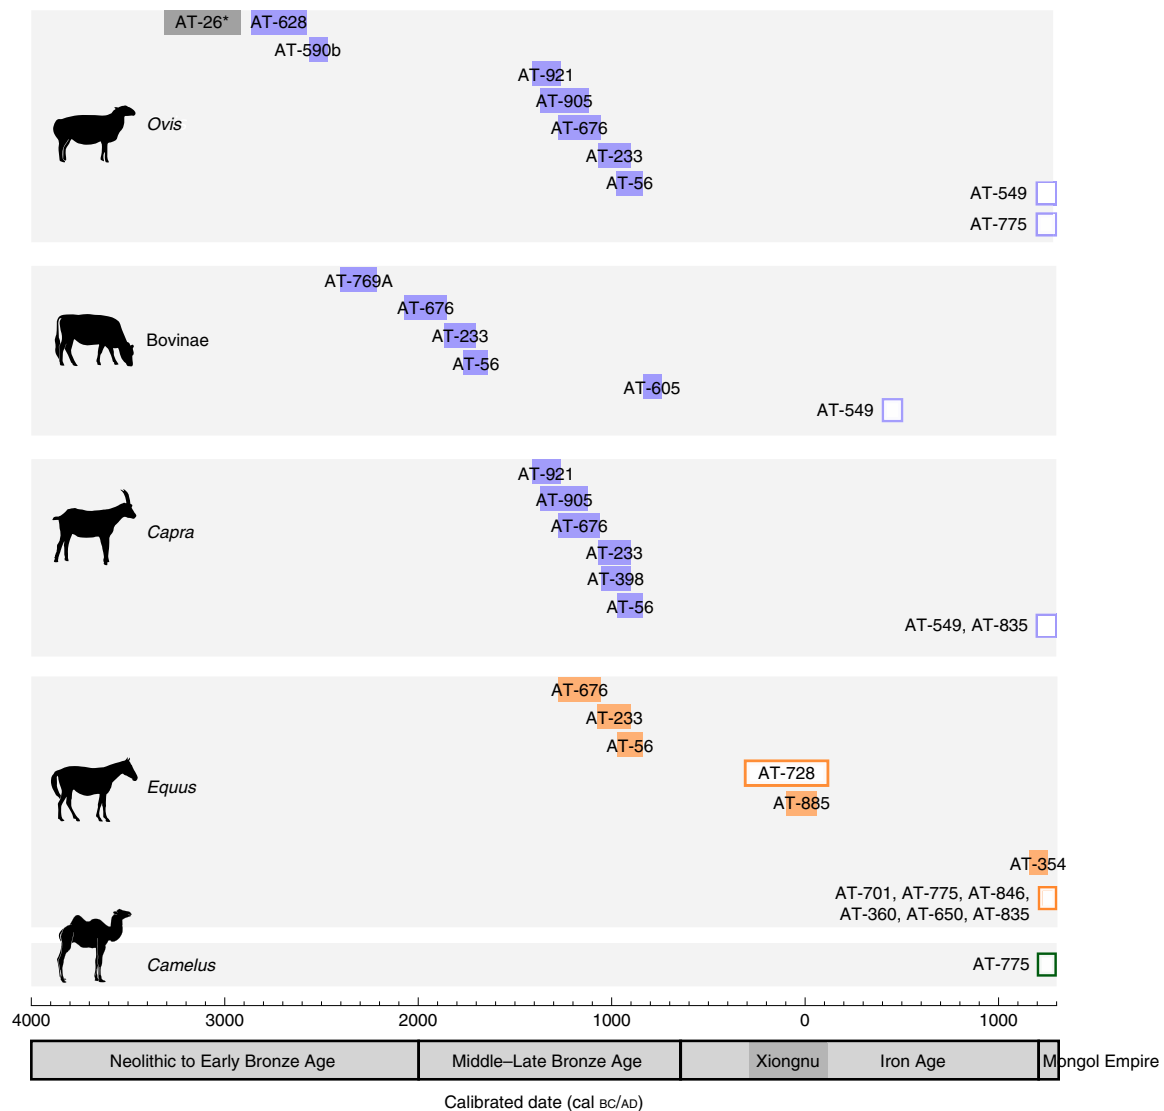 AT-26* AT-628
AT-590b
AT-921
AT-905
Ovis
AT-676
AT-233
AT-56
AT-549
AT-775
AT-769A
AT-676
AT-233
Bovinae
AT-56
AT-605
AT-549
AT-921
AT-905
AT-676
Capra
AT-233
AT-398
AT-56
AT-549, AT-835
AT-676
AT-233
AT-56
AT-728
Equus
AT-885
AT-354
AT-701, AT-775, AT-846,
AT-360, AT-650, AT-835
Camelus AT-775
4000 3000 2000 1000 0 1000
Neolithic to Early Bronze Age Middle–Late Bronze Age Xiongnu Iron Age Mongol Empire
Calibrated date (cal BC/AD)